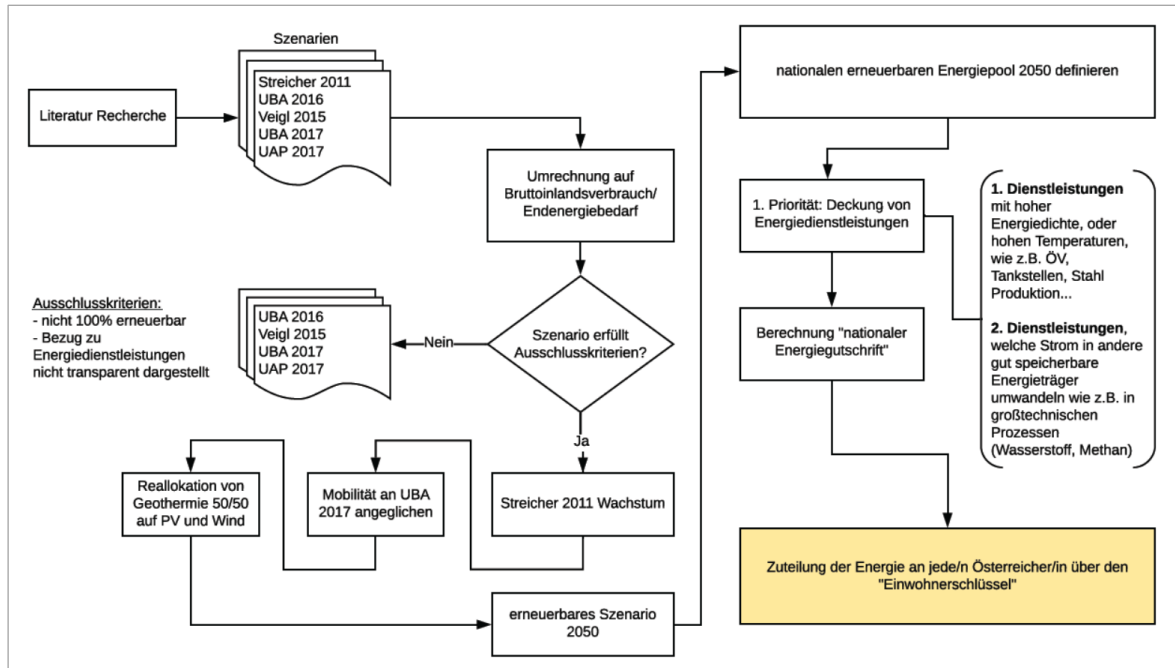 Szenarien
Literatur Recherche
Streicher 2011
UBA 2016
Veigl 2015
UBA 2017
UAP 2017
Umrechnung auf
Bruttoinlandsverbrauch/
Endenergiebedarf
Szenario erfüllt
Ausschlusskriterien?
Nein
UBA 2016
Veigl 2015
UBA 2017
UAP 2017
Ausschlusskriterien:
- nicht 100% erneuerbar
- Bezug zu
Energiedienstleistungen
nicht transparent dargestellt
Ja
Streicher 2011 Wachstum
Mobilität an UBA
2017 angeglichen
Reallokation von
Geothermie 50/50
auf PV und Wind
erneuerbares Szenario
2050
nationalen erneuerbaren Energiepool 2050 definieren
1. Priorität: Deckung von
Energiedienstleistungen
1. Dienstleistungen
mit hoher
Energiedichte, oder
hohen Temperaturen,
wie z.B. ÖV,
Tankstellen, Stahl
Produktion...
2. Dienstleistungen,
welche Strom in andere
gut speicherbare
Energieträger
umwandeln wie z.B. in
großtechnischen
Prozessen
(Wasserstoff, Methan)
Berechnung "nationaler
Energiegutschrift"
Zuteilung der Energie an jede/n Österreicher/in über den
"Einwohnerschlüssel"